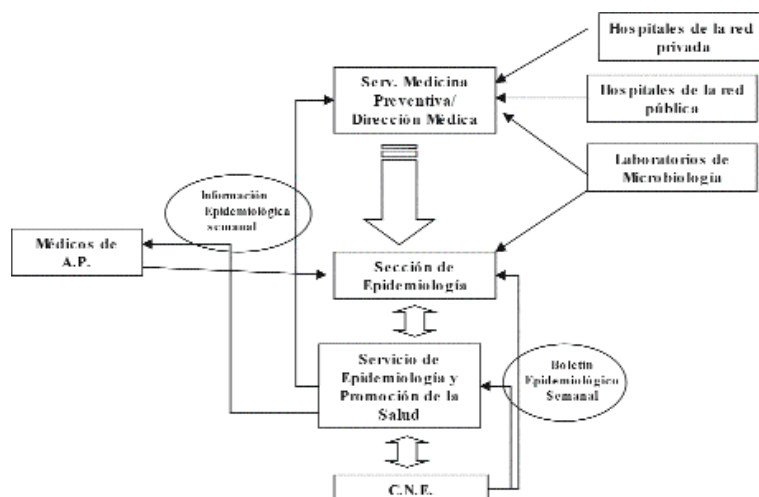 Hospitales de la red
privada
Serv. Medicina
Preventiva/
Dirección Médica
Hospitales de la red
pública
Laboratorios de
Microbiología
Información
Epidemiológica
semanal
Médicos de
A.P.
Sección de
Epidemiología
Servicio de
Epidemiología y
Promoción de la
Salud
Boletín
Epidemiológico
Semanal
C.N.E.